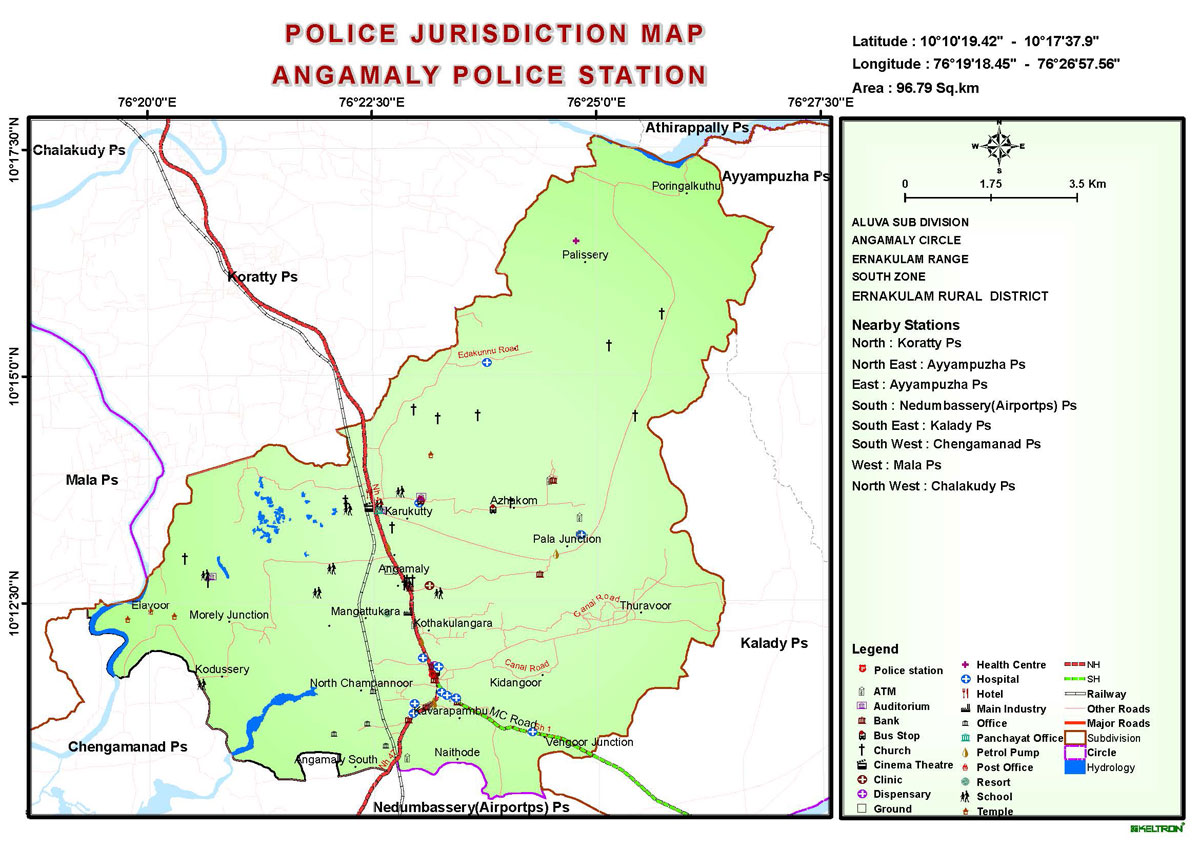 POLICE JURISDICTION MAP
ANGAMALY POLICE STATION
Latitude : 10°10'19.42" - 10°17'37.9"
Longitude : 76°19'18.45" - 76°26'57.56"
Area : 96.79 Sq.km
76°20'0"E
76°22'30"E
76°25'0"E
76°27'30"E
10°17'30"N
10°15'0"N
10°12'30"N
Chalakudy Ps
Athirappally Ps
Ayyampuzha Ps
Poringalkuthu
Palissery
Koratty Ps
Edakunnu Road
Mala Ps
Azhakom
Karukutty
Pala Junction
Angamaly
Elavoor
Morely Junction
Mangattukara
Kothakulangara
Canal Road
Thuravoor
Kalady Ps
Kodussery
North Champannoor
Canal Road
Kidangoor
Kavarapambu
MC Road
Sh 1
Vengoor Junction
Chengamanad Ps
Angamaly South
Nh 47
Naithode
Nedumbassery(Airportps) Ps
N
W
E
S
0
1.75
3.5 Km
ALUVA SUB DIVISION
ANGAMALY CIRCLE
ERNAKULAM RANGE
SOUTH ZONE
ERNAKULAM RURAL DISTRICT
Nearby Stations
North : Koratty Ps
North East : Ayyampuzha Ps
East : Ayyampuzha Ps
South : Nedumbassery(Airportps) Ps
South East : Kalady Ps
South West : Chengamanad Ps
West : Mala Ps
North West : Chalakudy Ps
Legend
Police station
ATM
Auditorium
Bank
Bus Stop
Church
Cinema Theatre
Clinic
Dispensary
Ground
Health Centre
Hospital
Hotel
Main Industry
Office
Panchayat Office
Petrol Pump
Post Office
Resort
School
Temple
NH
SH
Railway
Other Roads
Major Roads
Subdivision
Circle
Hydrology
KELTRON